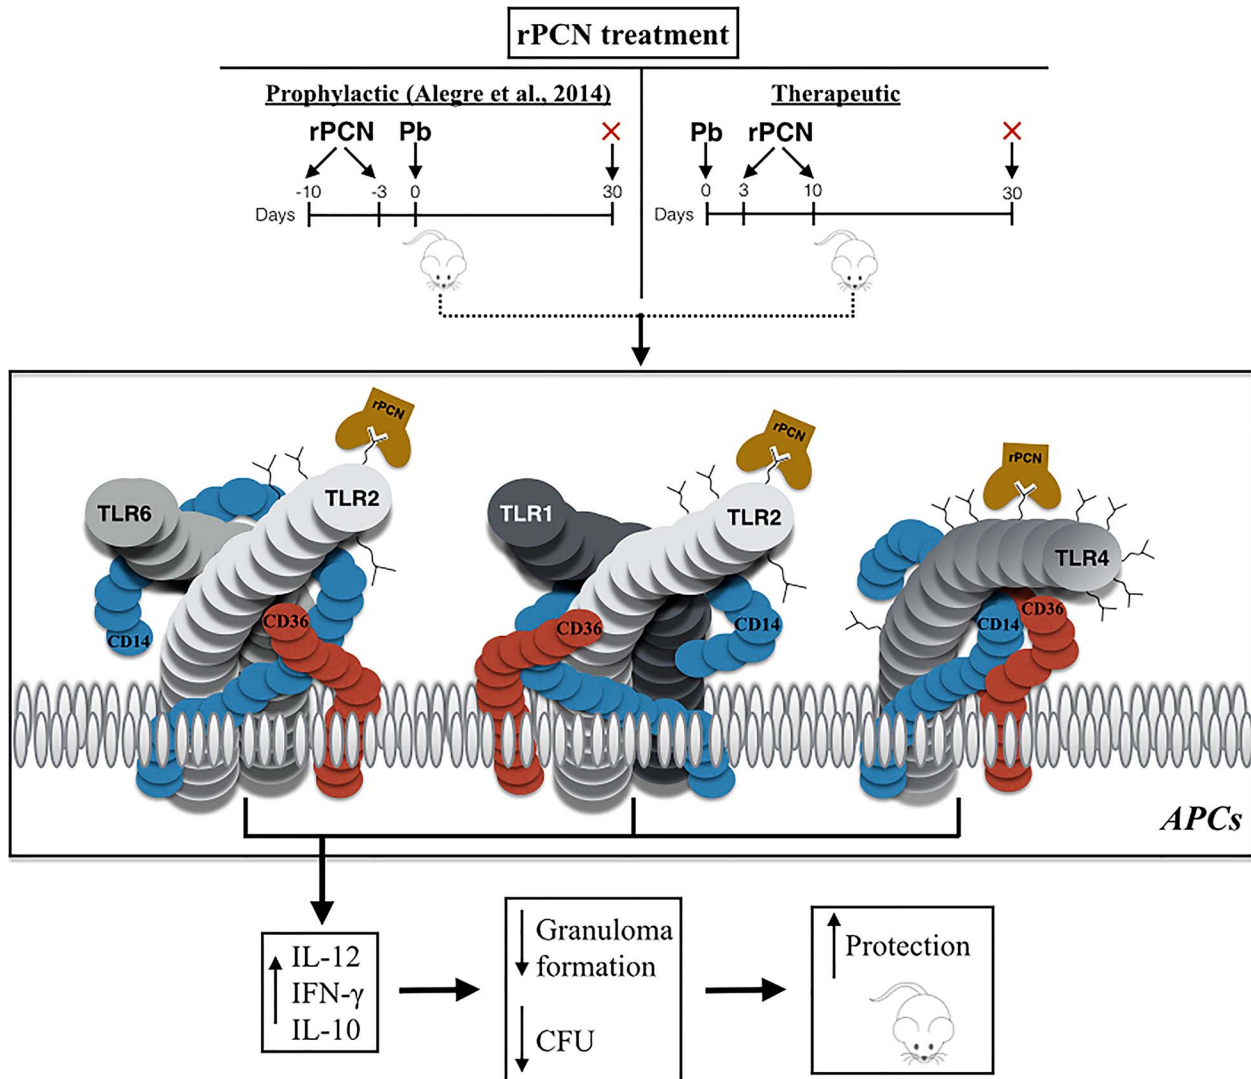 rPCN treatment
Prophylactic (Alegre et al., 2014)
rPCN Pb
-10 -3 0 30
Days
Therapeutic
Pb rPCN
0 3 10 30
Days
rPCN
TLR6
TLR2
CD14
CD36
rPCN
TLR1
TLR2
CD36
CD14
rPCN
TLR4
CD14
CD36
APCs
IL-12
IFN-γ
IL-10
Granuloma
formation
CFU
Protection